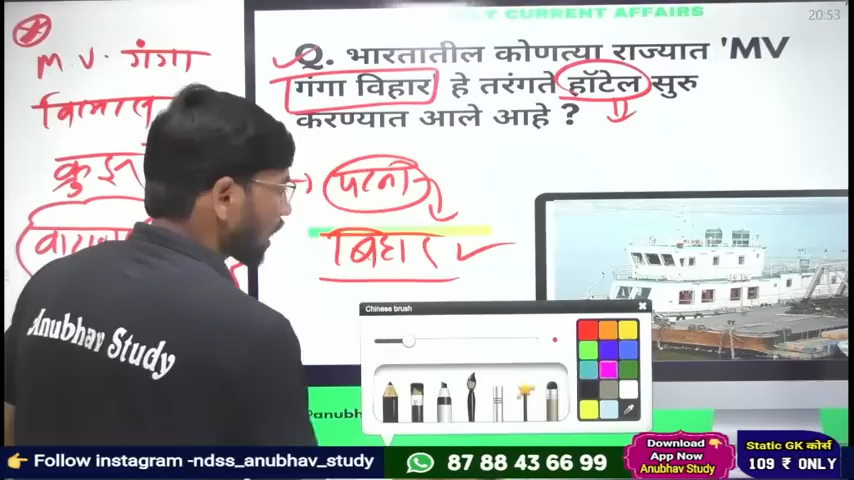 CURRENT AFFAIRS
20:53
Q. भारतातील कोणत्या राज्यात 'MV
गंगा विहार हे तरंगते हॉटेल सुरु
करण्यात आले आहे ?
M.V. गंगा
बिहार
Chinese brush
Anubhav Study
👉 Follow instagram -ndss_anubhav_study
87 88 43 66 99
Download
App Now
Anubhav Study
Static GK कोर्स
109 ₹ ONLY